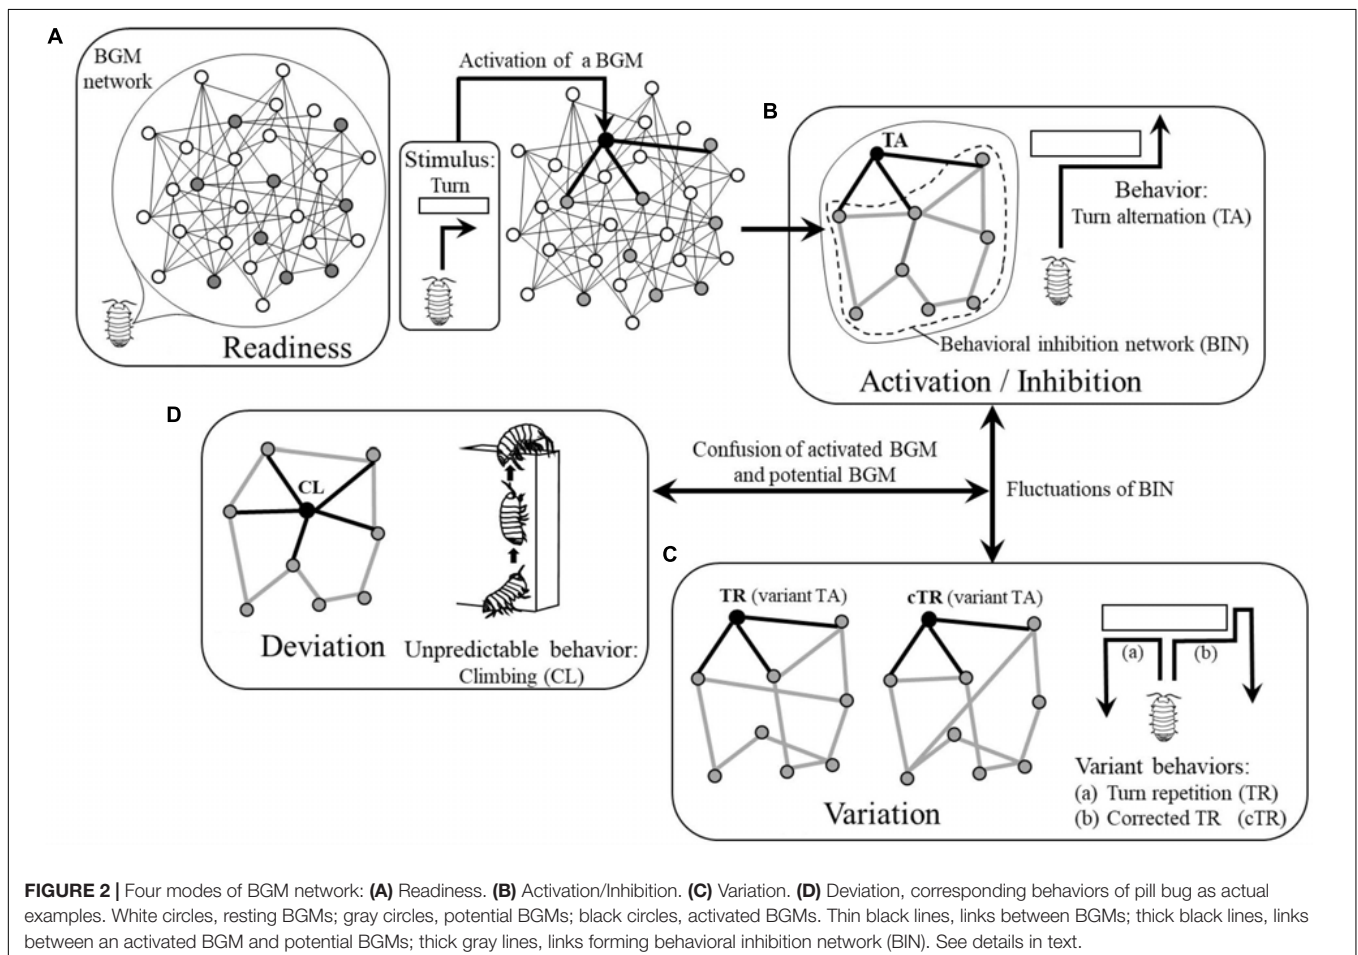 A
BGM
network
Readiness
Activation of a BGM
Stimulus:
Turn
B
TA
Behavior:
Turn alternation (TA)
Behavioral inhibition network (BIN)
Activation / Inhibition
D
CL
Deviation
Unpredictable behavior:
Climbing (CL)
Confusion of activated BGM
and potential BGM
Fluctuations of BIN
C
TR (variant TA)
cTR (variant TA)
(a)
(b)
Variation
Variant behaviors:
(a) Turn repetition (TR)
(b) Corrected TR (cTR)
FIGURE 2 | Four modes of BGM network: (A) Readiness. (B) Activation/Inhibition. (C) Variation. (D) Deviation, corresponding behaviors of pill bug as actual
examples. White circles, resting BGMs; gray circles, potential BGMs; black circles, activated BGMs. Thin black lines, links between BGMs; thick black lines, links
between an activated BGM and potential BGMs; thick gray lines, links forming behavioral inhibition network (BIN). See details in text.